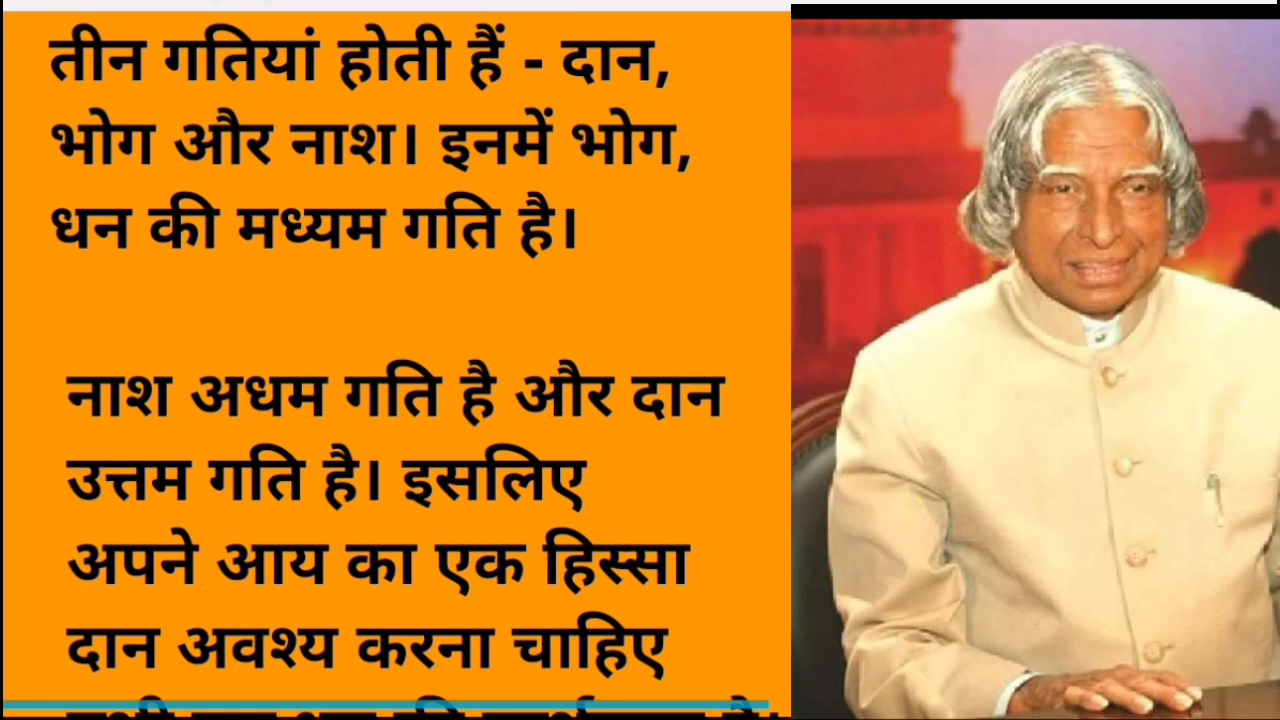 तीन गतियां होती हैं - दान,
भोग और नाश। इनमें भोग,
धन की मध्यम गति है।
नाश अधम गति है और दान
उत्तम गति है। इसलिए
अपने आय का एक हिस्सा
दान अवश्य करना चाहिए